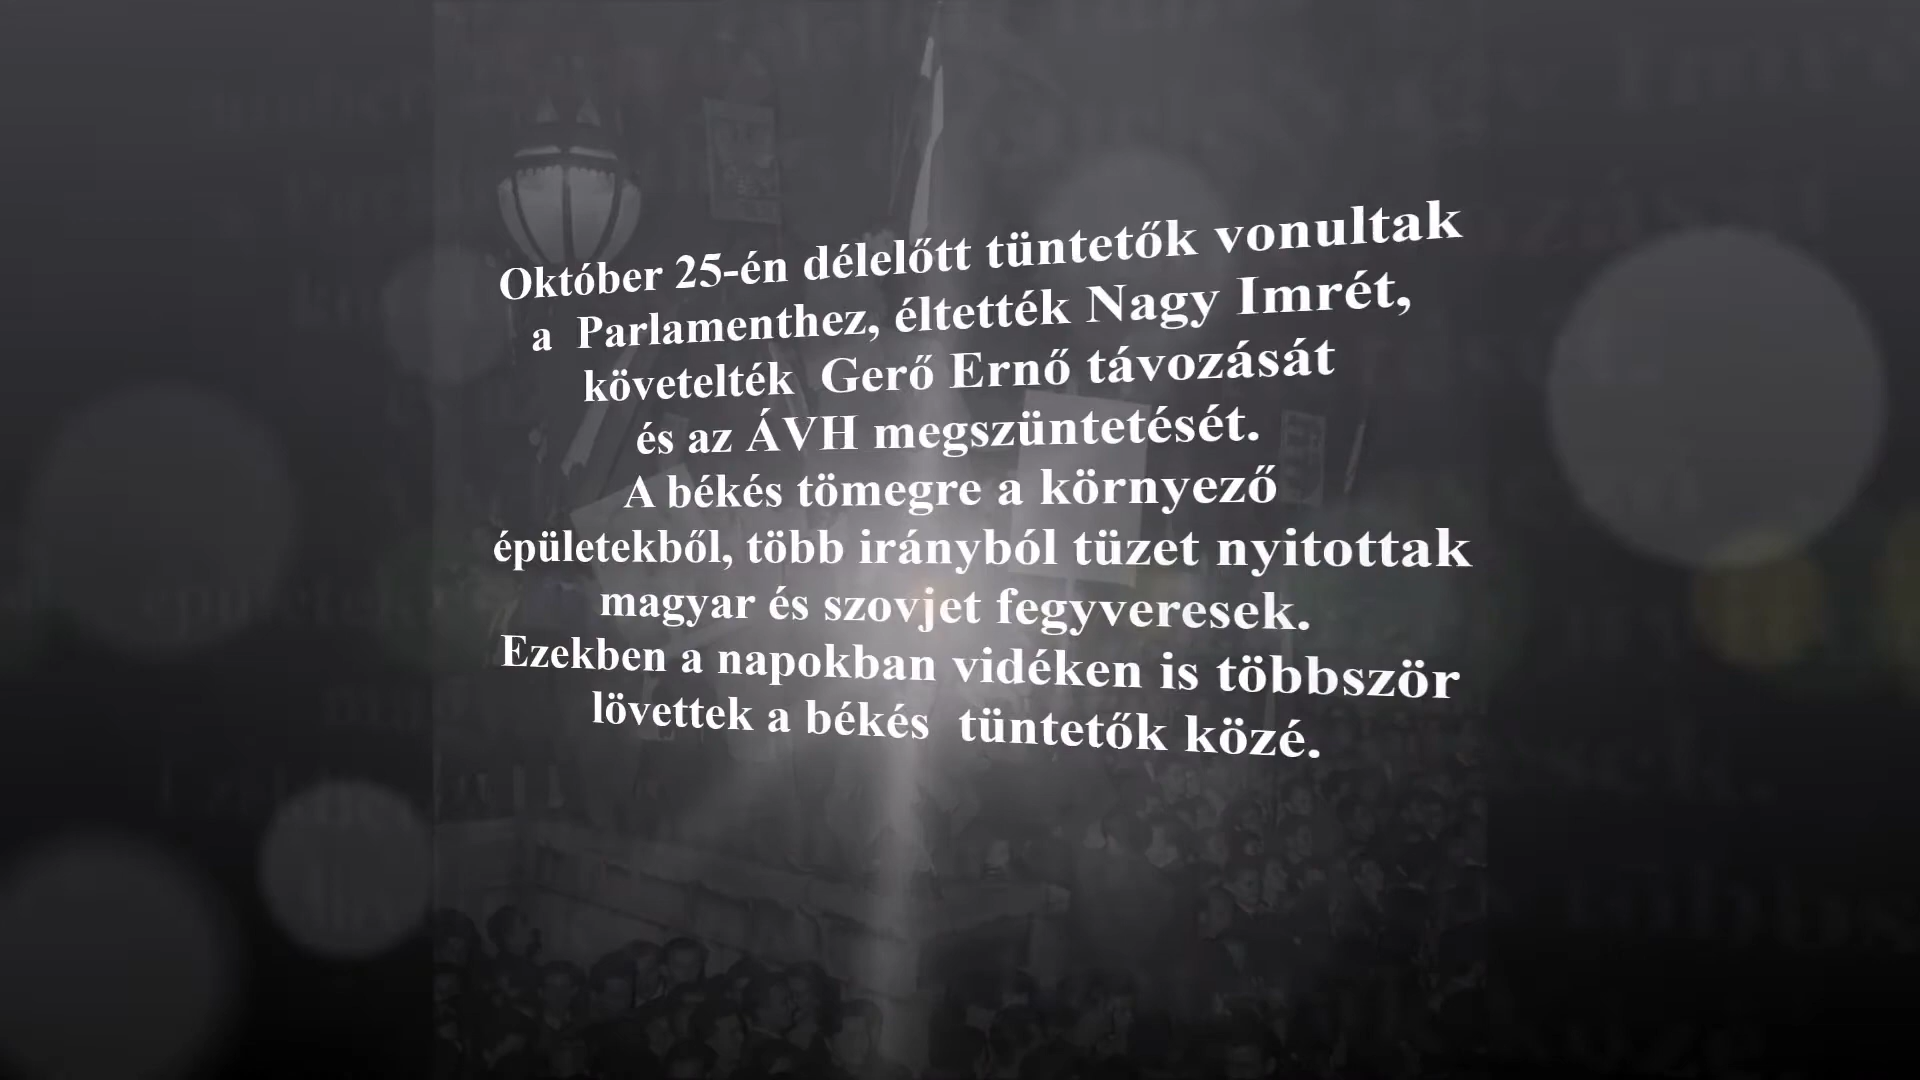 Október 25-én délelőtt tüntetők vonultak
a Parlamenthez, éltették Nagy Imrét,
követelték Gerő Ernő távozását
és az ÁVH megszüntetését.
A békés tömegre a környező
épületekből, több irányból tüzet nyitottak
magyar és szovjet fegyveresek.
Ezekben a napokban vidéken is többször
lövettek a békés tüntetők közé.